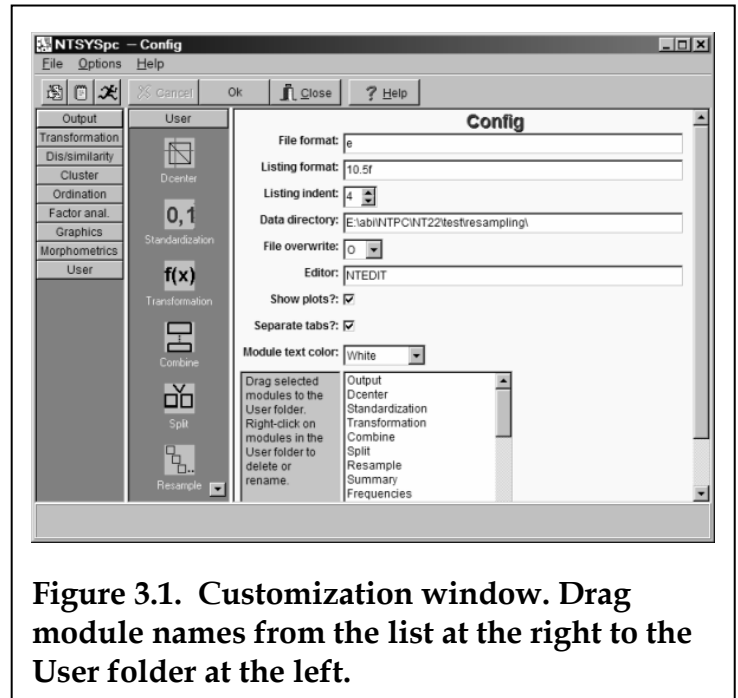 NTSYSpc – Config
File Options Help
Cancel Ok Close ? Help
Output
Transformation
Dis/similarity
Cluster
Ordination
Factor anal.
Graphics
Morphometrics
User
User
Dcenter
0,1
Standardization
f(x)
Transformation
Combine
Split
Resample
Config
File format: e
Listing format: 10.5f
Listing indent: 4
Data directory: E:\abi\NTPC\NT22\test\resampling\
File overwrite: O
Editor: NTEDIT
Show plots?:
Separate tabs?:
Module text color: White
Drag selected
modules to the
User folder.
Right-click on
modules in the
User folder to
delete or
rename.
Output
Dcenter
Standardization
Transformation
Combine
Split
Resample
Summary
Frequencies
Figure 3.1. Customization window. Drag
module names from the list at the right to the
User folder at the left.